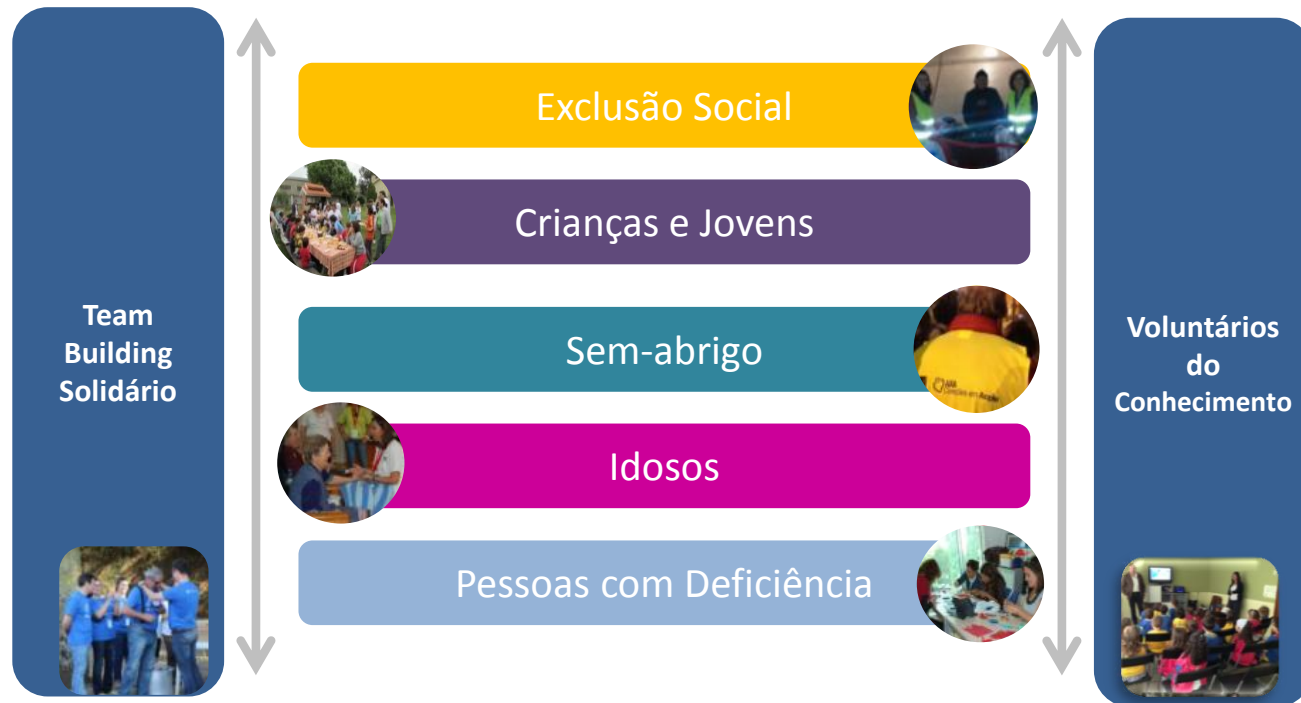 Team
Building
Solidário
Exclusão Social
Crianças e Jovens
Sem-abrigo
Idosos
Pessoas com Deficiência
Voluntários
do
Conhecimento